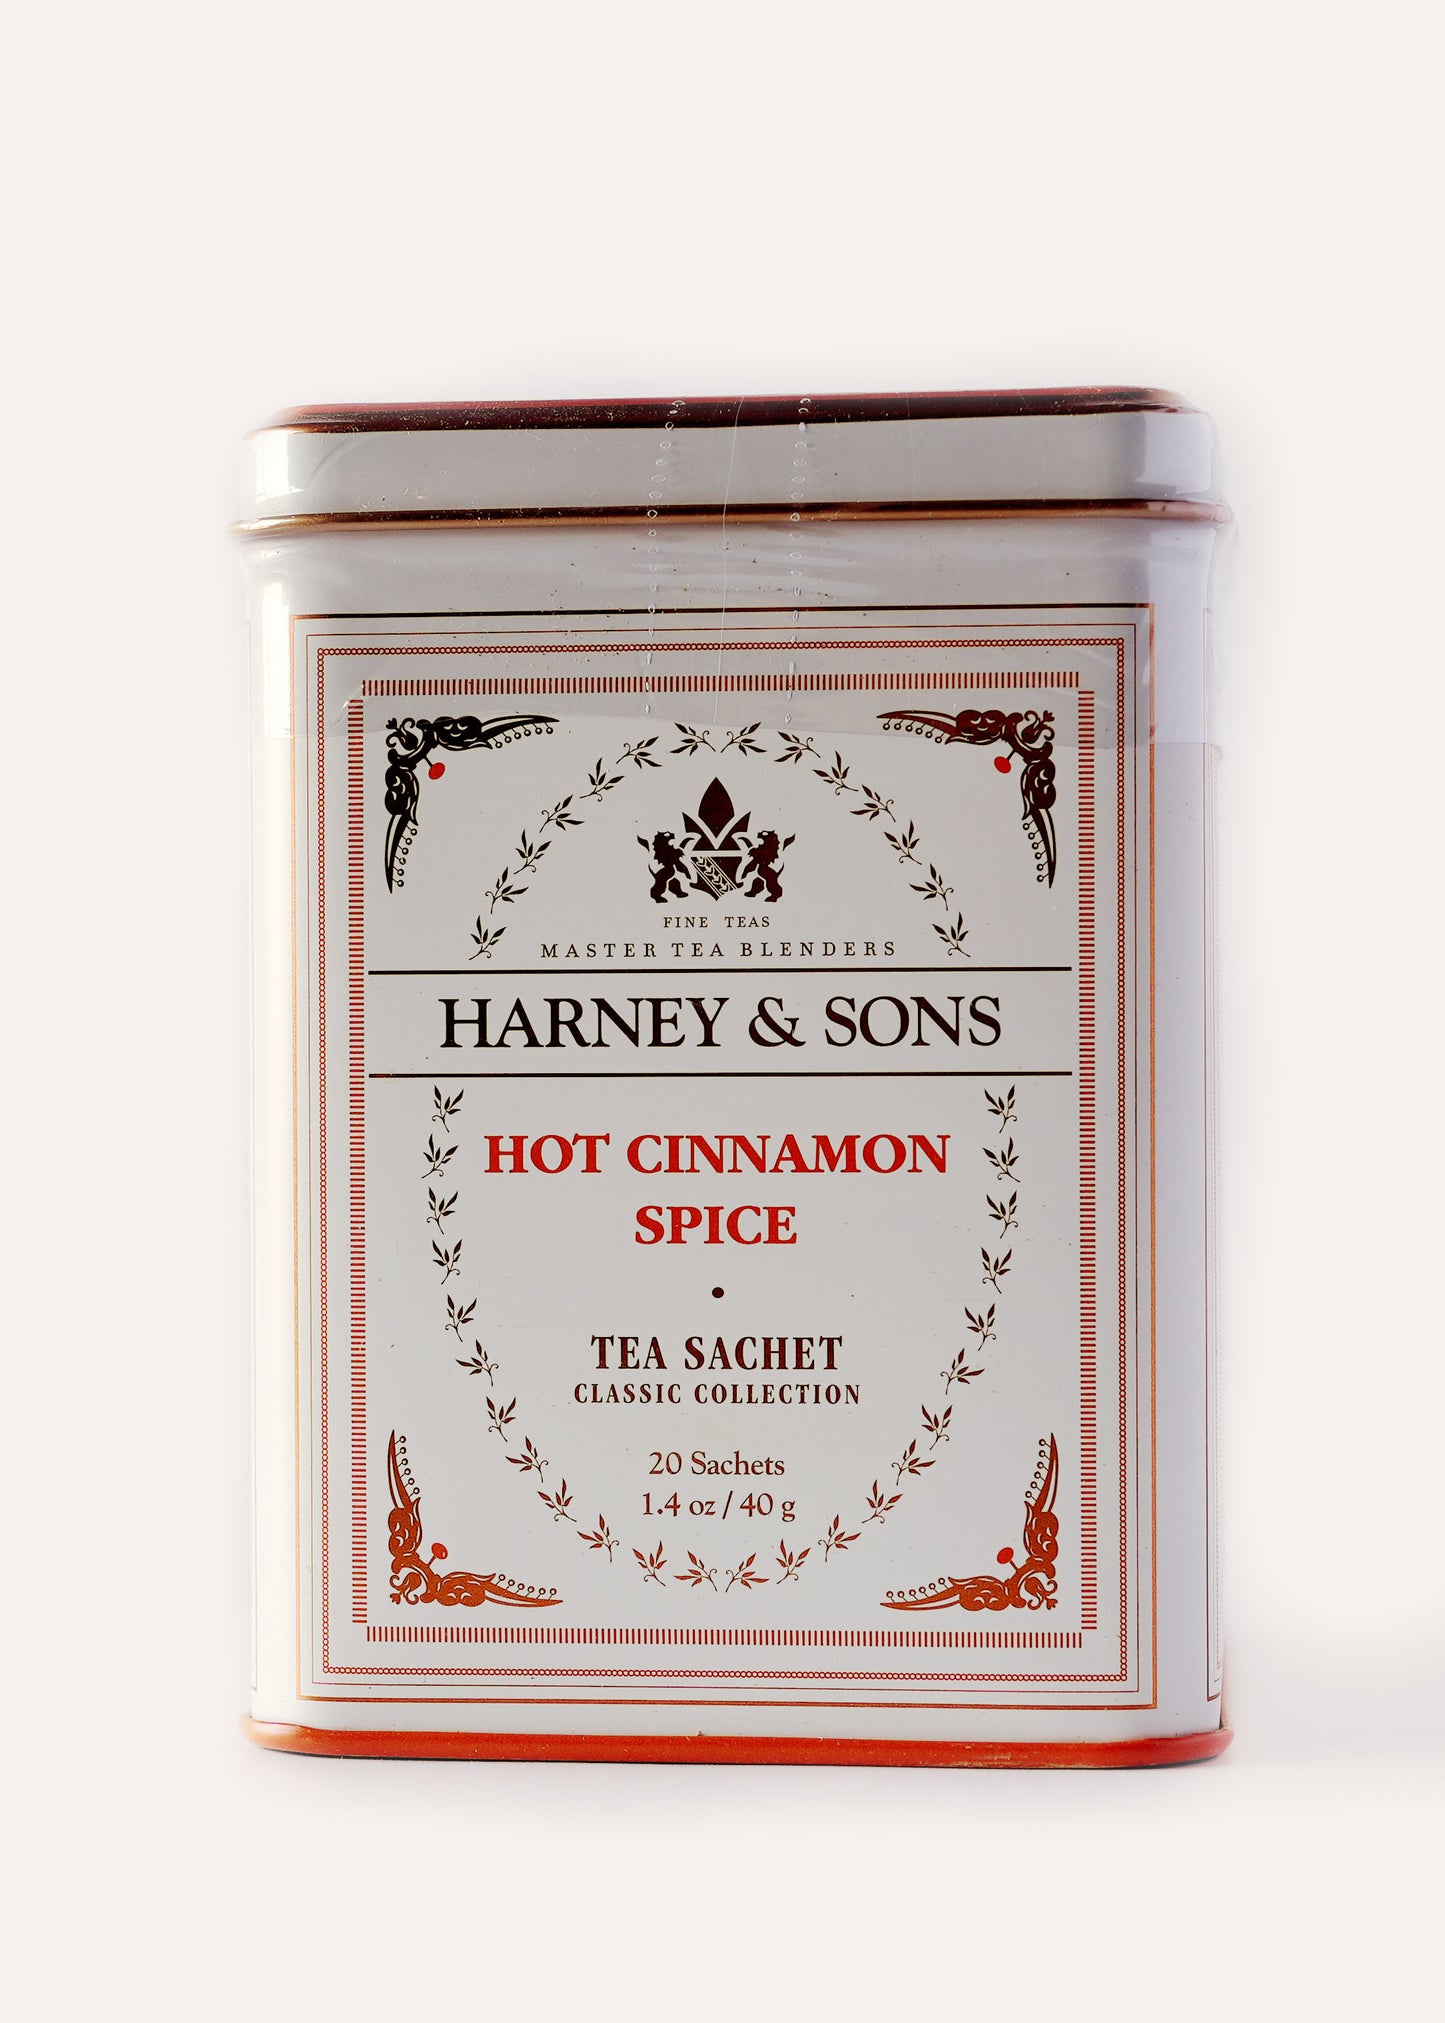 FINE TEAS
MASTER TEA BLENDERS
HARNEY & SONS
HOT CINNAMON
SPICE
•
TEA SACHET
CLASSIC COLLECTION
20 Sachets
1.4 oz / 40 g